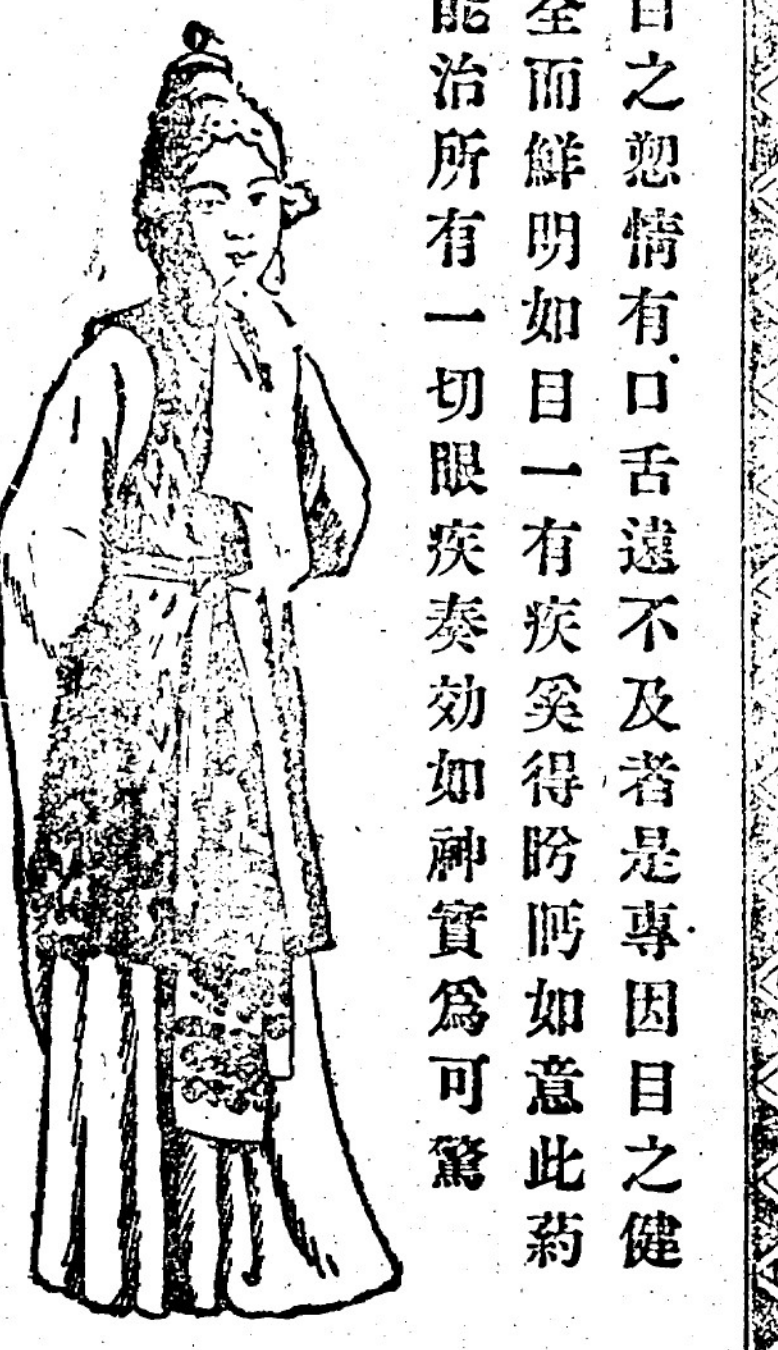 目之愬情有口舌遠不及者是專因目之健
全而鮮明如目一有疾奚得盻眄如意此葯
能治所有一切眼疾奏効如神實爲可驚